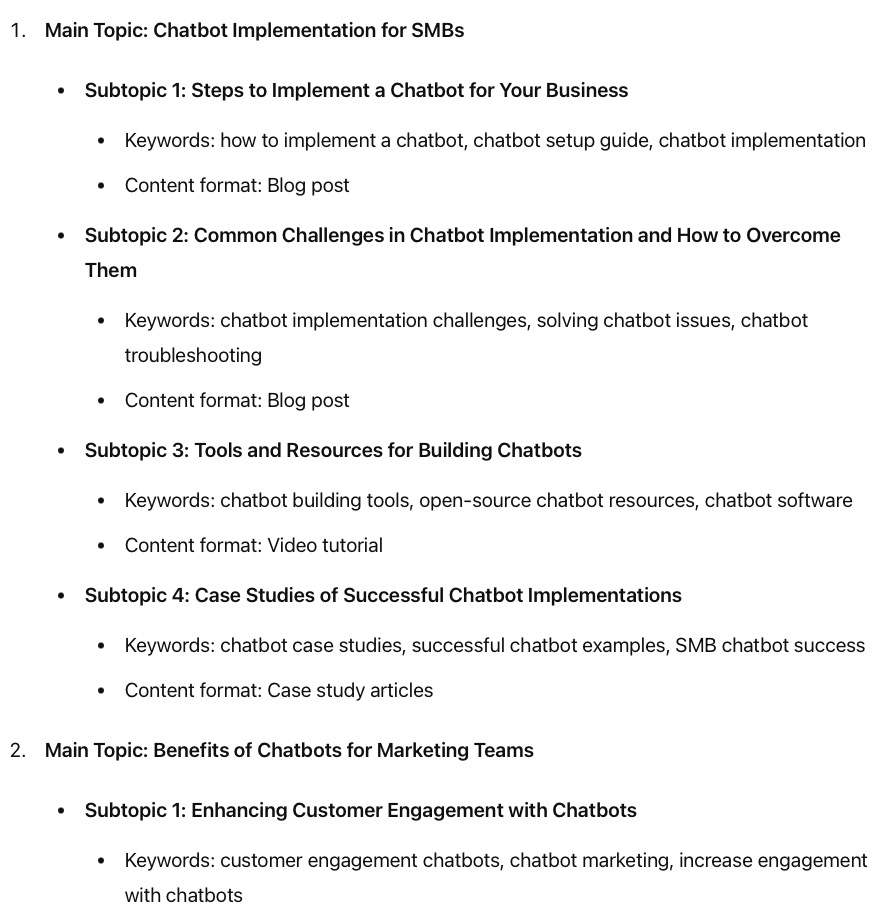 1. Main Topic: Chatbot Implementation for SMBs
• Subtopic 1: Steps to Implement a Chatbot for Your Business
• Keywords: how to implement a chatbot, chatbot setup guide, chatbot implementation
• Content format: Blog post
• Subtopic 2: Common Challenges in Chatbot Implementation and How to Overcome
Them
• Keywords: chatbot implementation challenges, solving chatbot issues, chatbot
troubleshooting
• Content format: Blog post
• Subtopic 3: Tools and Resources for Building Chatbots
• Keywords: chatbot building tools, open-source chatbot resources, chatbot software
• Content format: Video tutorial
• Subtopic 4: Case Studies of Successful Chatbot Implementations
• Keywords: chatbot case studies, successful chatbot examples, SMB chatbot success
• Content format: Case study articles
2. Main Topic: Benefits of Chatbots for Marketing Teams
• Subtopic 1: Enhancing Customer Engagement with Chatbots
• Keywords: customer engagement chatbots, chatbot marketing, increase engagement
with chatbots